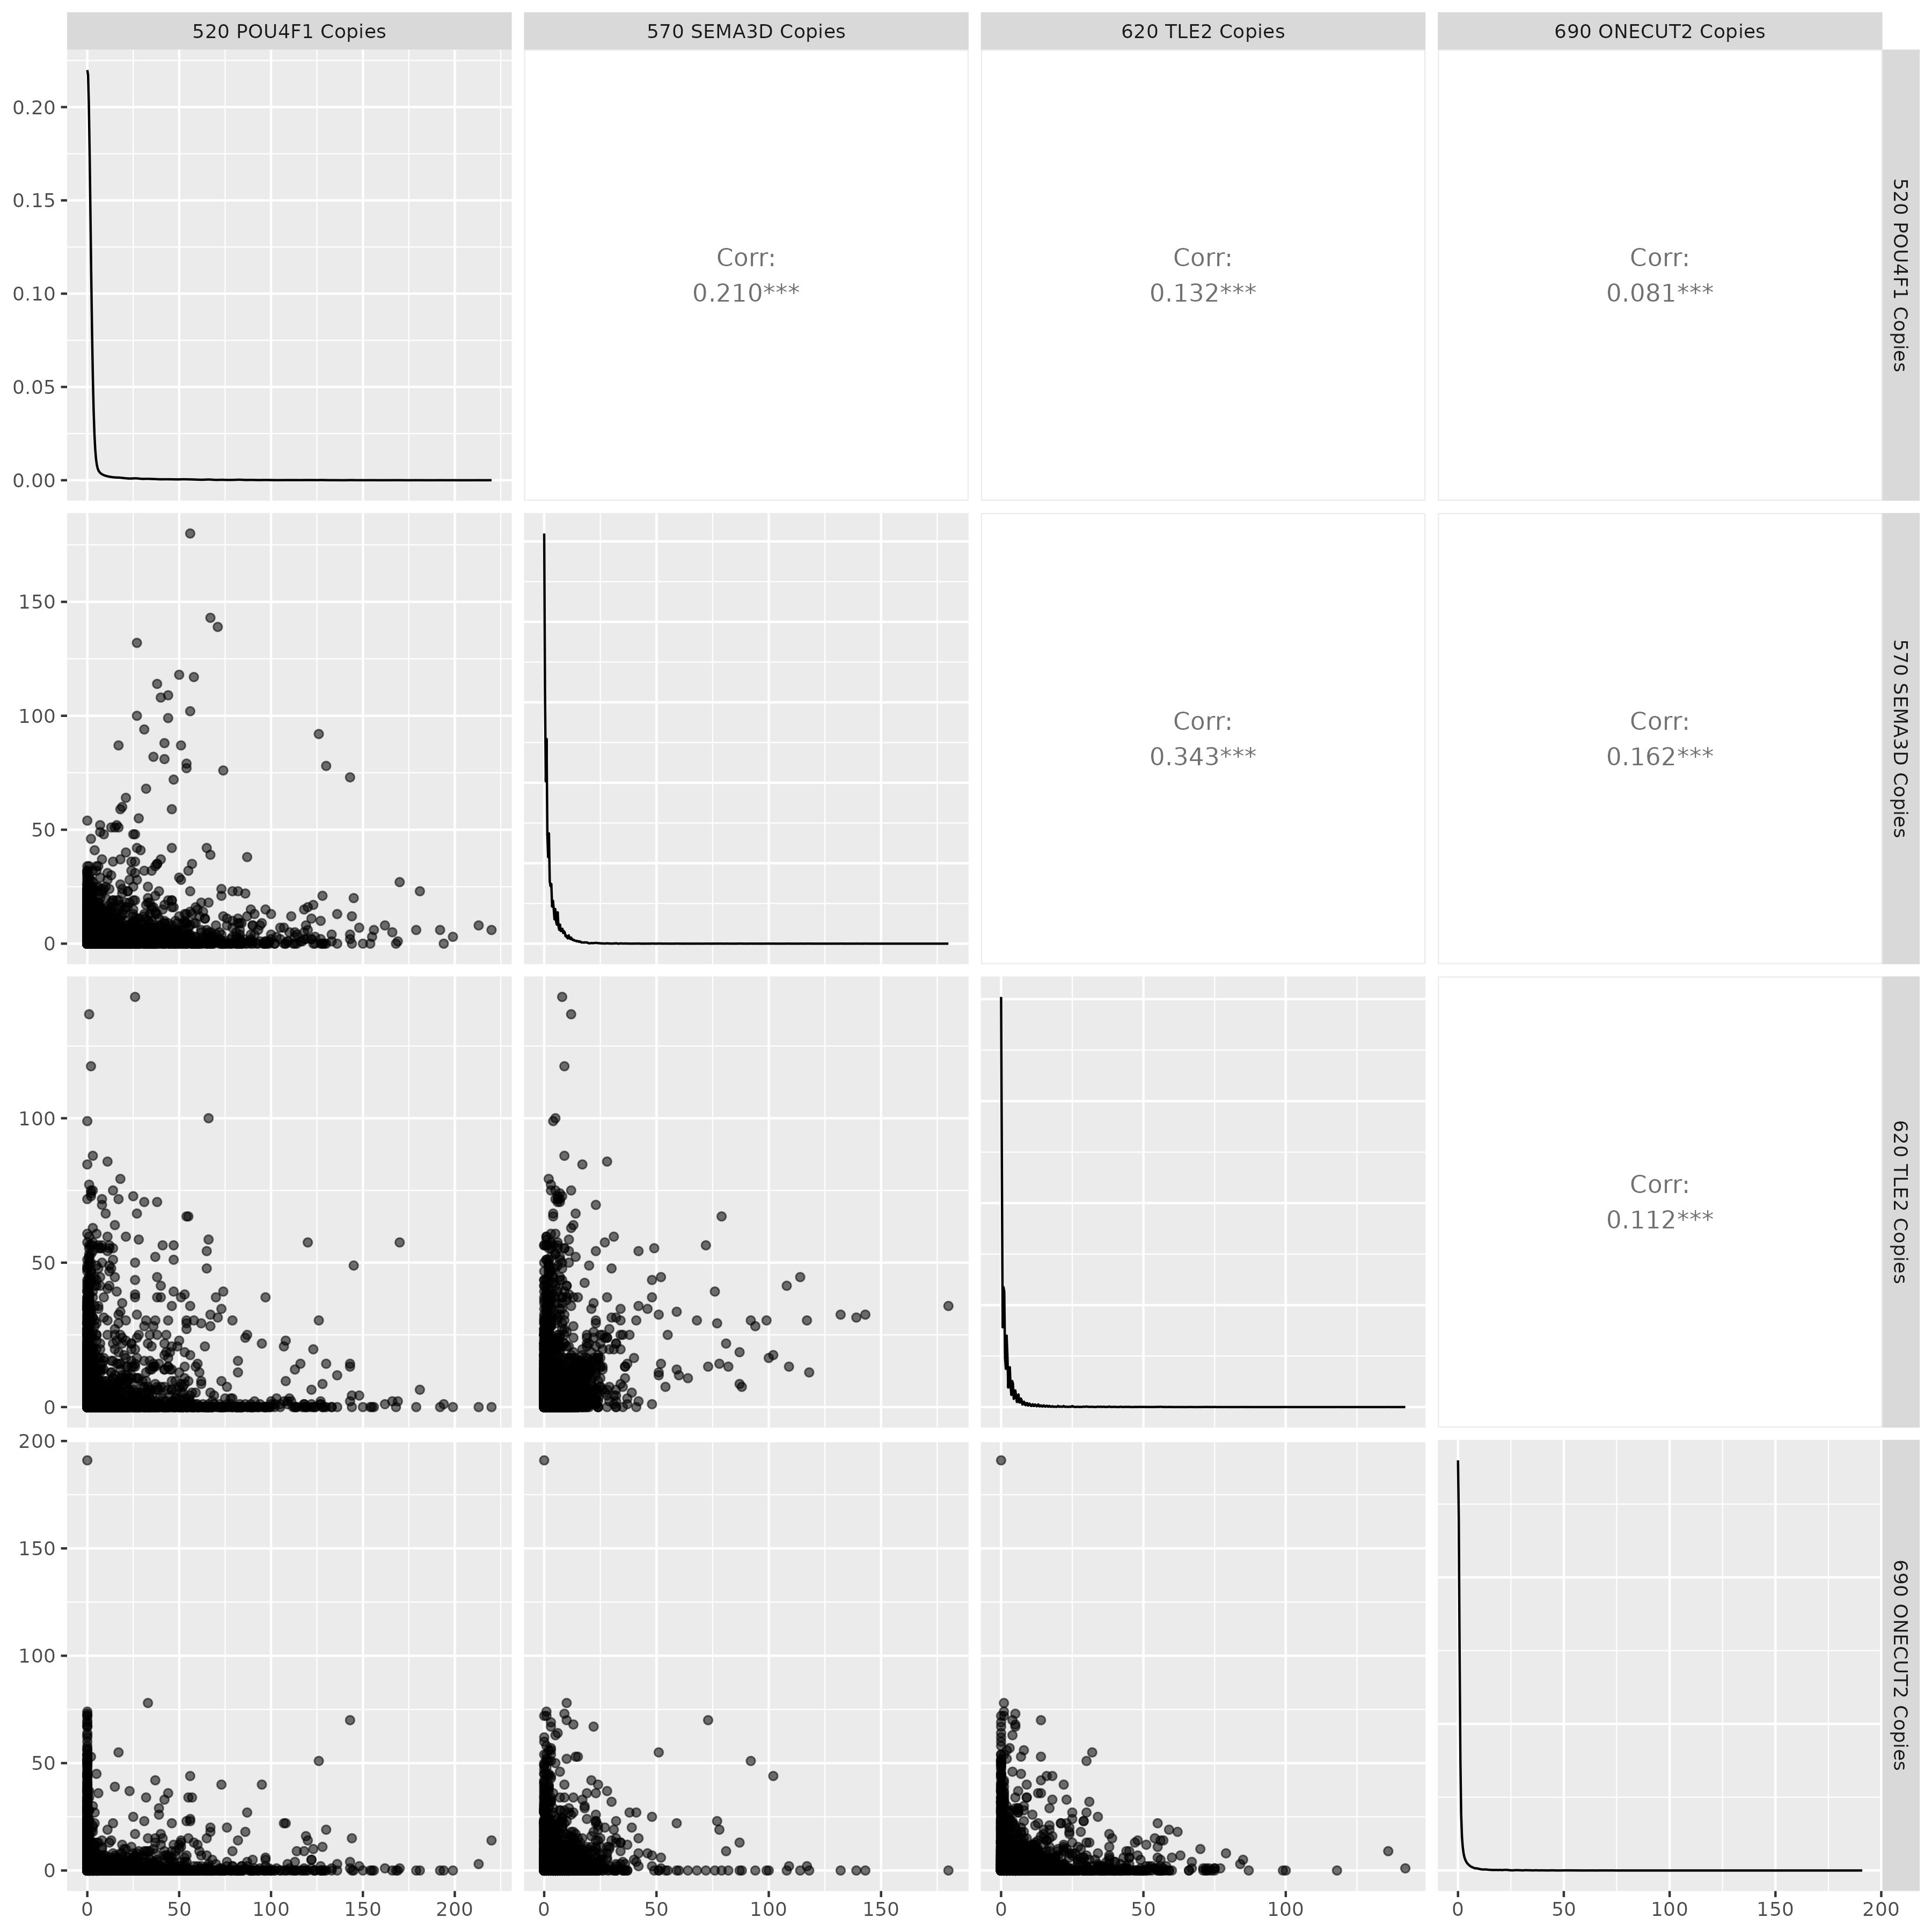 520 POU4F1 Copies
570 SEMA3D Copies
620 TLE2 Copies
690 ONECUT2 Copies
0.20
0.15
0.10
0.05
0.00
Corr:
0.210***
Corr:
0.132***
Corr:
0.081***
520 POU4F1 Copies
150
100
50
0
Corr:
0.343***
Corr:
0.162***
570 SEMA3D Copies
100
50
0
Corr:
0.112***
620 TLE2 Copies
200
150
100
50
0
690 ONECUT2 Copies
0 50 100 150 200
0 50 100 150
0 50 100
0 50 100 150 200